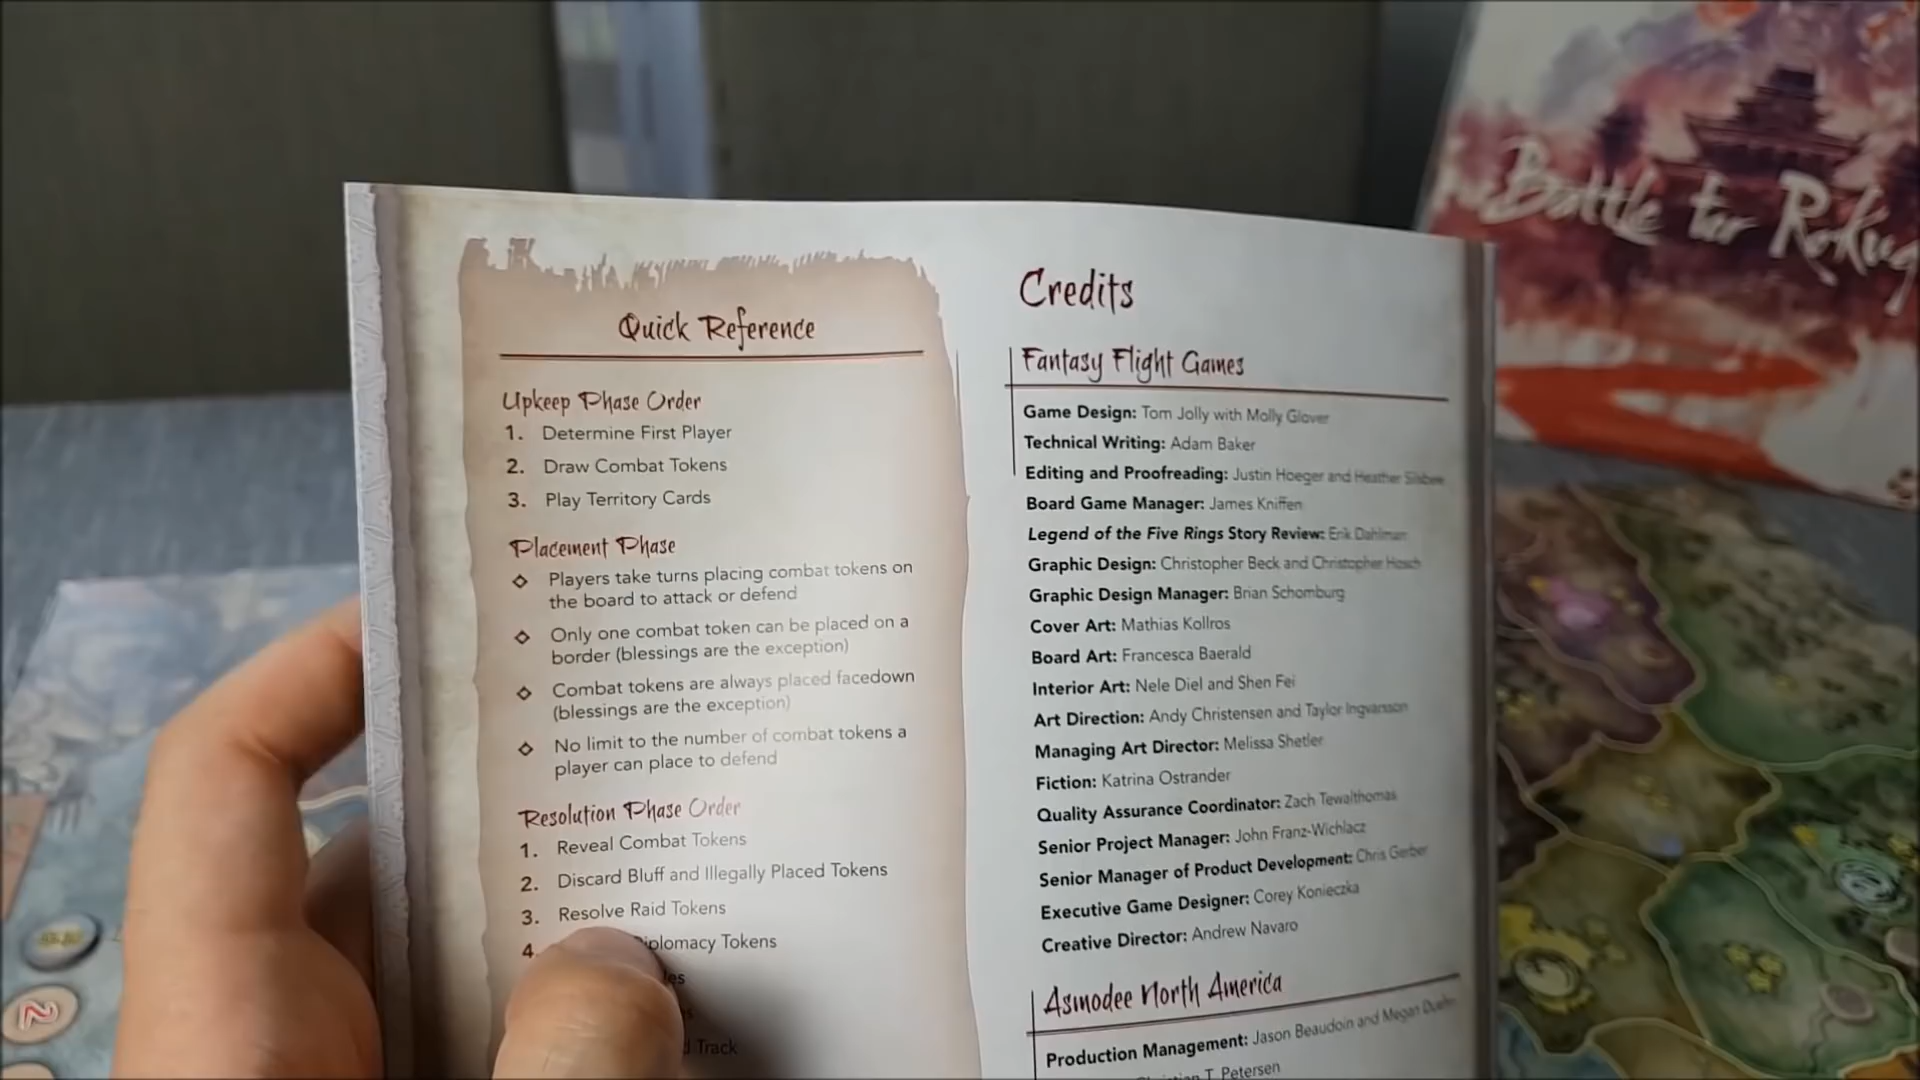 Battle for
Quick Reference
Upkeep Phase Order
1. Determine First Player
2. Draw Combat Tokens
3. Play Territory Cards
Placement Phase
◇ Players take turns placing combat tokens on
the board to attack or defend
◇ Only one combat token can be placed on a
border (blessings are the exception)
◇ Combat tokens are always placed facedown
(blessings are the exception)
◇ No limit to the number of combat tokens a
player can place to defend
Resolution Phase Order
1. Reveal Combat Tokens
2. Discard Bluff and Illegally Placed Tokens
3. Resolve Raid Tokens
4. Diplomacy Tokens
Track
Credits
Fantasy Flight Games
Game Design: Tom Jolly with Molly Glover
Technical Writing: Adam Baker
Editing and Proofreading: Justin Hoeger and Heather
Board Game Manager: James Kniffen
Legend of the Five Rings Story Review: Erik
Graphic Design: Christopher Beck and Christopher Hosch
Graphic Design Manager: Brian Schomburg
Cover Art: Mathias Kollros
Board Art: Francesca Baerald
Interior Art: Nele Diel and Shen Fei
Art Direction: Andy Christensen and Taylor Ingvarsson
Managing Art Director: Melissa Shetler
Fiction: Katrina Ostrander
Quality Assurance Coordinator: Zach Tewalthomas
Senior Project Manager: John Franz-Wichlacz
Senior Manager of Product Development: Chris Gerber
Executive Game Designer: Corey Konieczka
Creative Director: Andrew Navaro
Asmodee North America
Production Management: Jason Beaudoin and Megan
T. Petersen
2